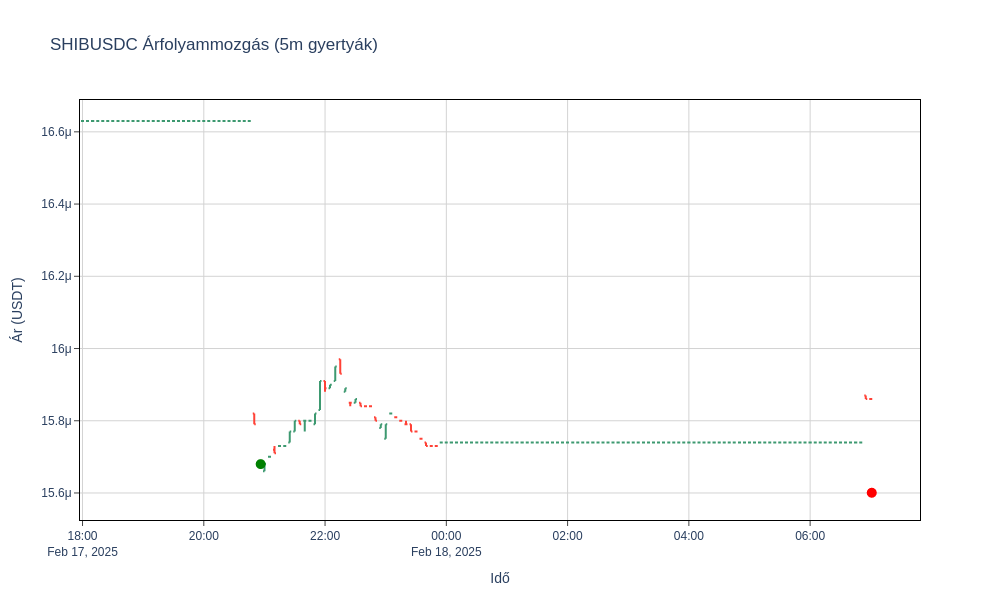 SHIBUSDC Árfolyammozgás (5m gyertyák)
16.6μ
16.4μ
16.2μ
16μ
15.8μ
15.6μ
Ár (USDT)
18:00 20:00 22:00 00:00 02:00 04:00 06:00
Feb 17, 2025 Feb 18, 2025
Idő